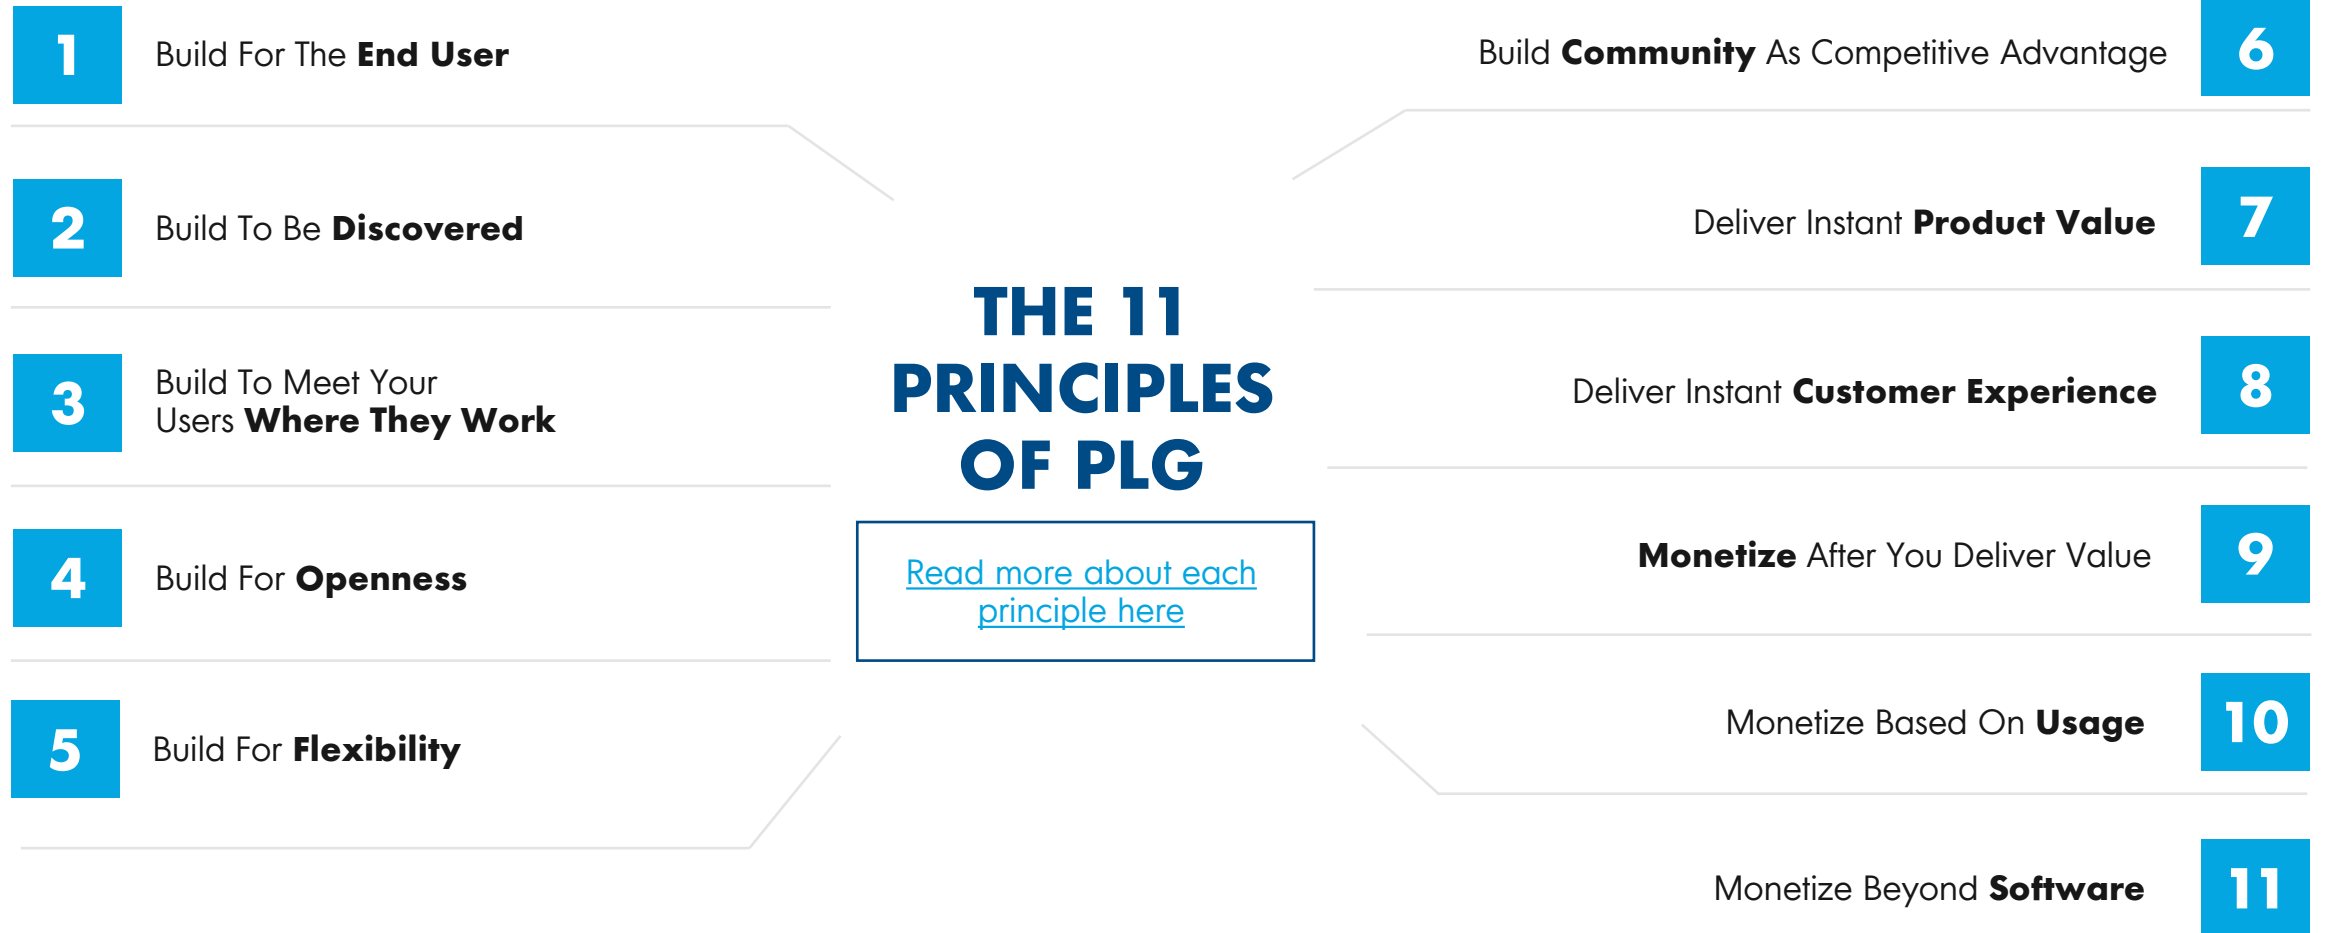 1
Build For The End User
2
Build To Be Discovered
3
Build To Meet Your
Users Where They Work
4
Build For Openness
5
Build For Flexibility
THE 11
PRINCIPLES
OF PLG
Read more about each
principle here
Build Community As Competitive Advantage
6
Deliver Instant Product Value
7
Deliver Instant Customer Experience
8
Monetize After You Deliver Value
9
Monetize Based On Usage
10
Monetize Beyond Software
11